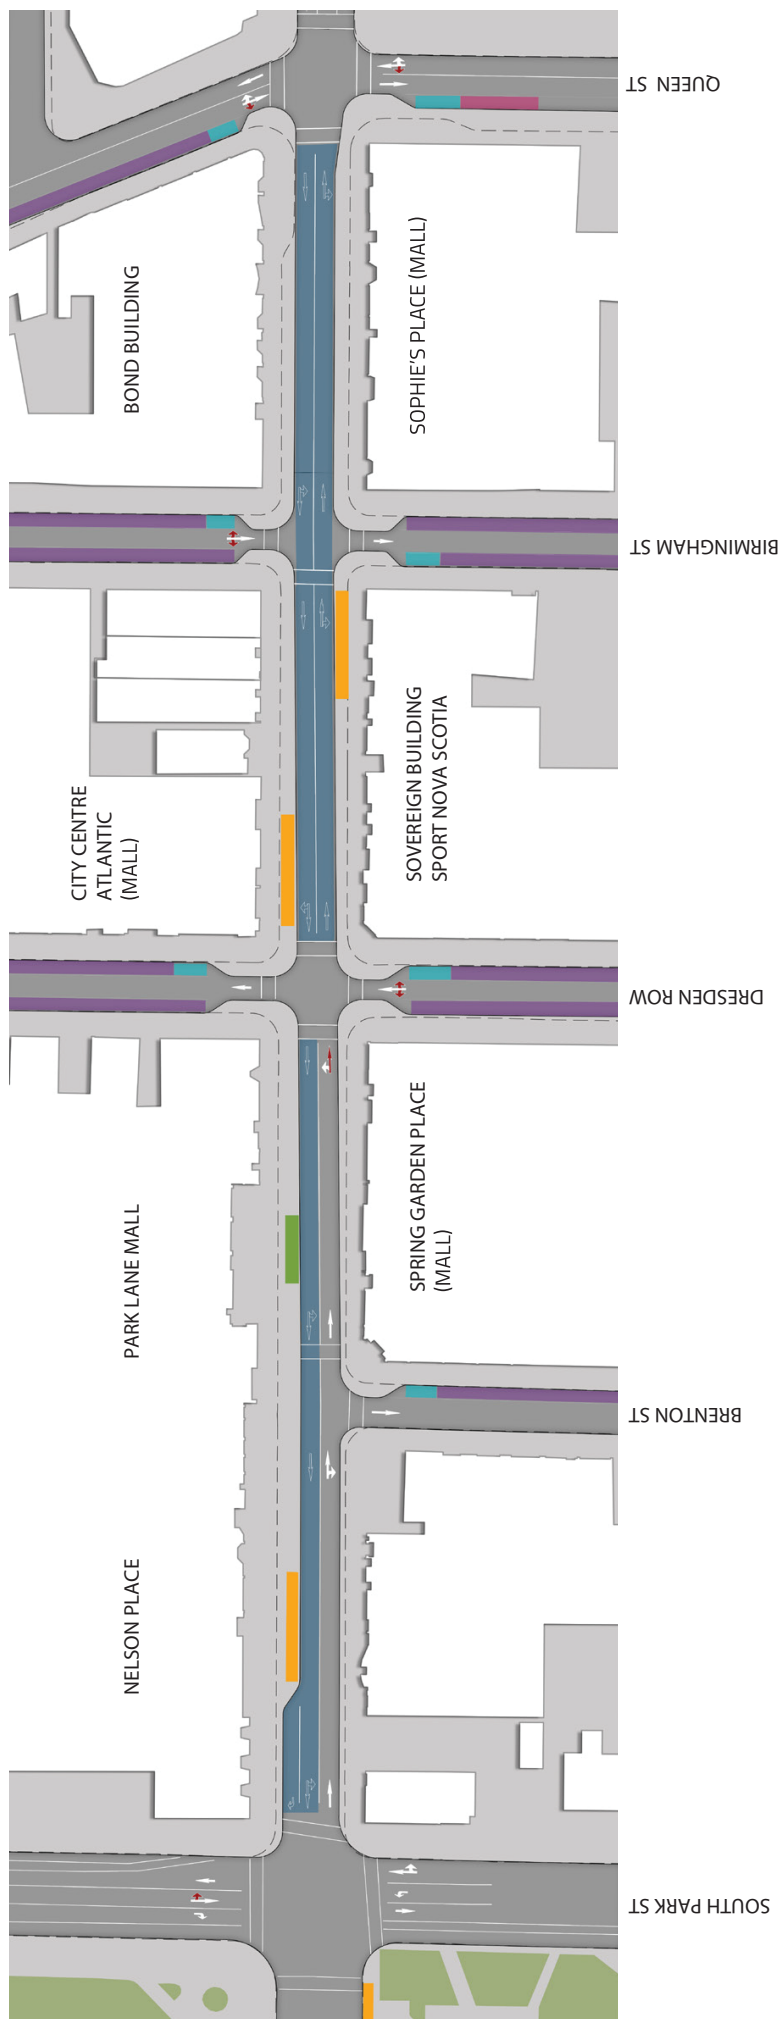 QUEEN ST
BOND BUILDING
SOPHIE'S PLACE (MALL)
BIRMINGHAM ST
CITY CENTRE
ATLANTIC
(MALL)
SOVEREIGN BUILDING
SPORT NOVA SCOTIA
DRESDEN ROW
PARK LANE MALL
SPRING GARDEN PLACE
(MALL)
BRENTON ST
NELSON PLACE
SOUTH PARK ST